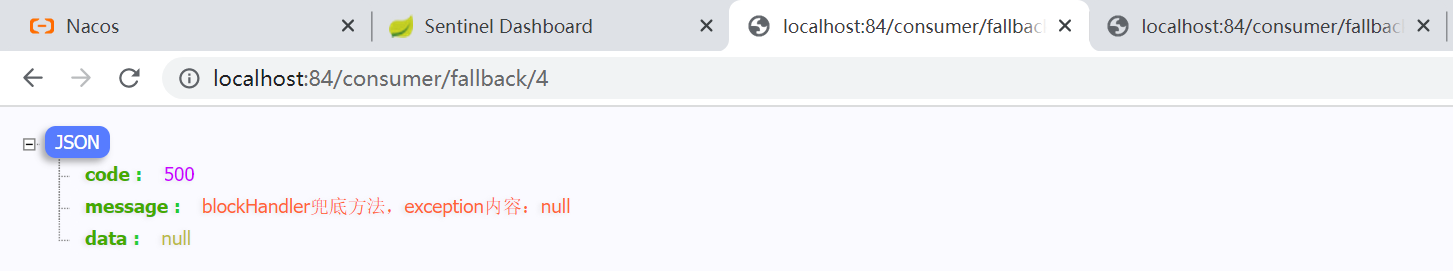 Nacos
Sentinel Dashboard
localhost:84/consumer/fallbac
localhost:84/consumer/fallbac
localhost:84/consumer/fallback/4
JSON
code : 500
message : blockHandler兜底方法，exception内容：null
data : null